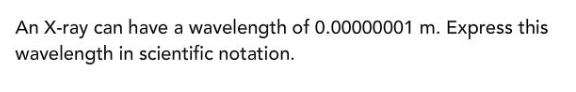 An X-ray can have a wavelength of 0.00000001 m. Express this
wavelength in scientific notation.